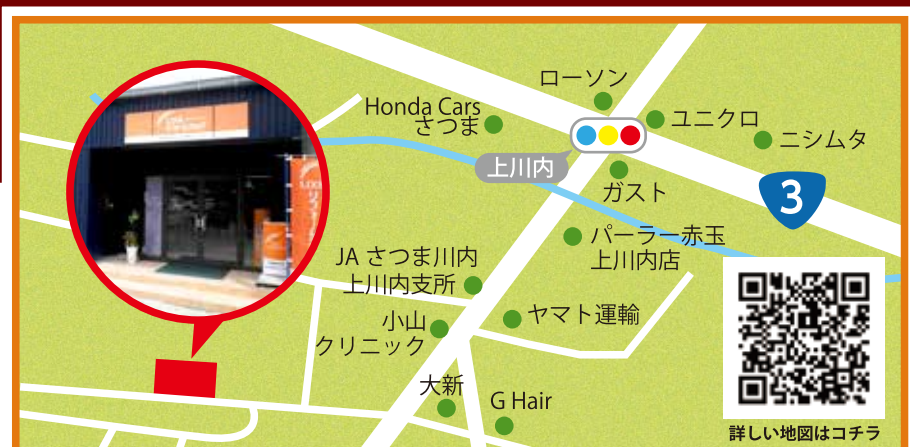 ローソン
Honda Cars
さつま
ユニクロ
ニシムタ
上川内
ガスト
3
パーラー赤玉
上川内店
JA さつま川内
上川内支所
ヤマト運輸
小山
クリニック
大新
G Hair
詳しい地図はコチラ